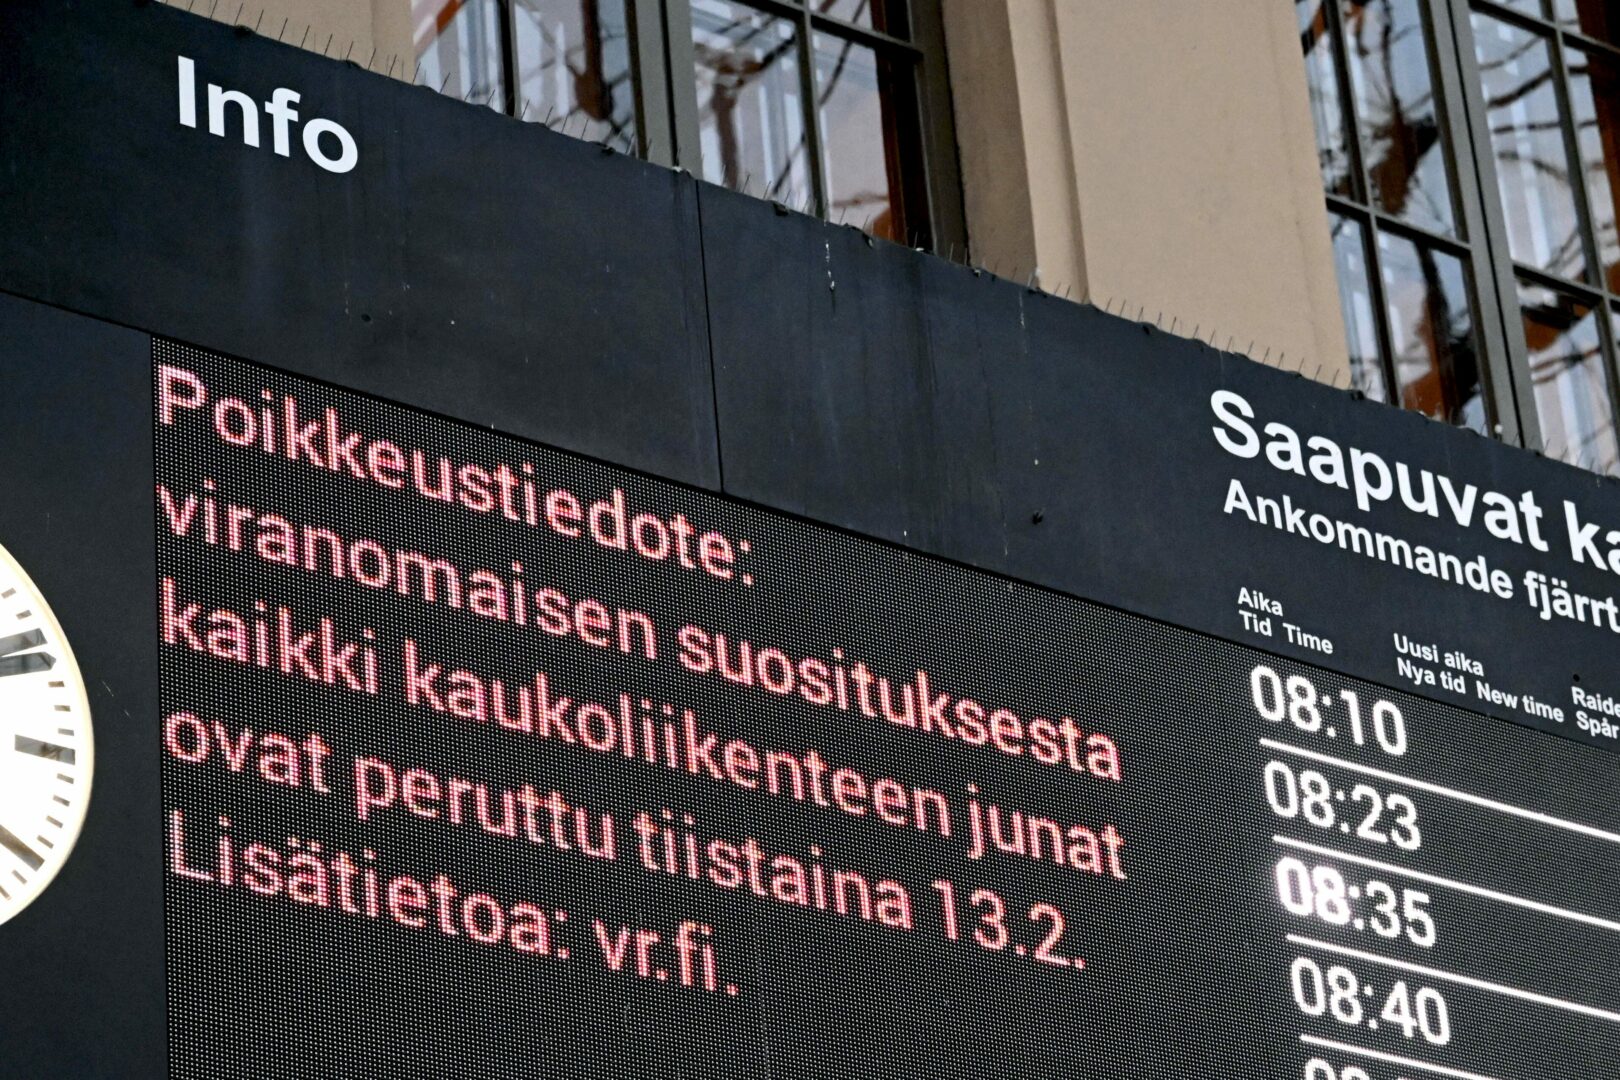 Info
Poikkeustiedote:
viranomaisen suosituksesta
kaikki kaukoliikenteen junat
ovat peruttu tiistaina 13.2.
Lisätietoa: vr.fi.
Saapuvat
Ankommande
Aika
Tid Time
Uusi aika
Nya tid New time
08:10
08:23
08:35
08:40